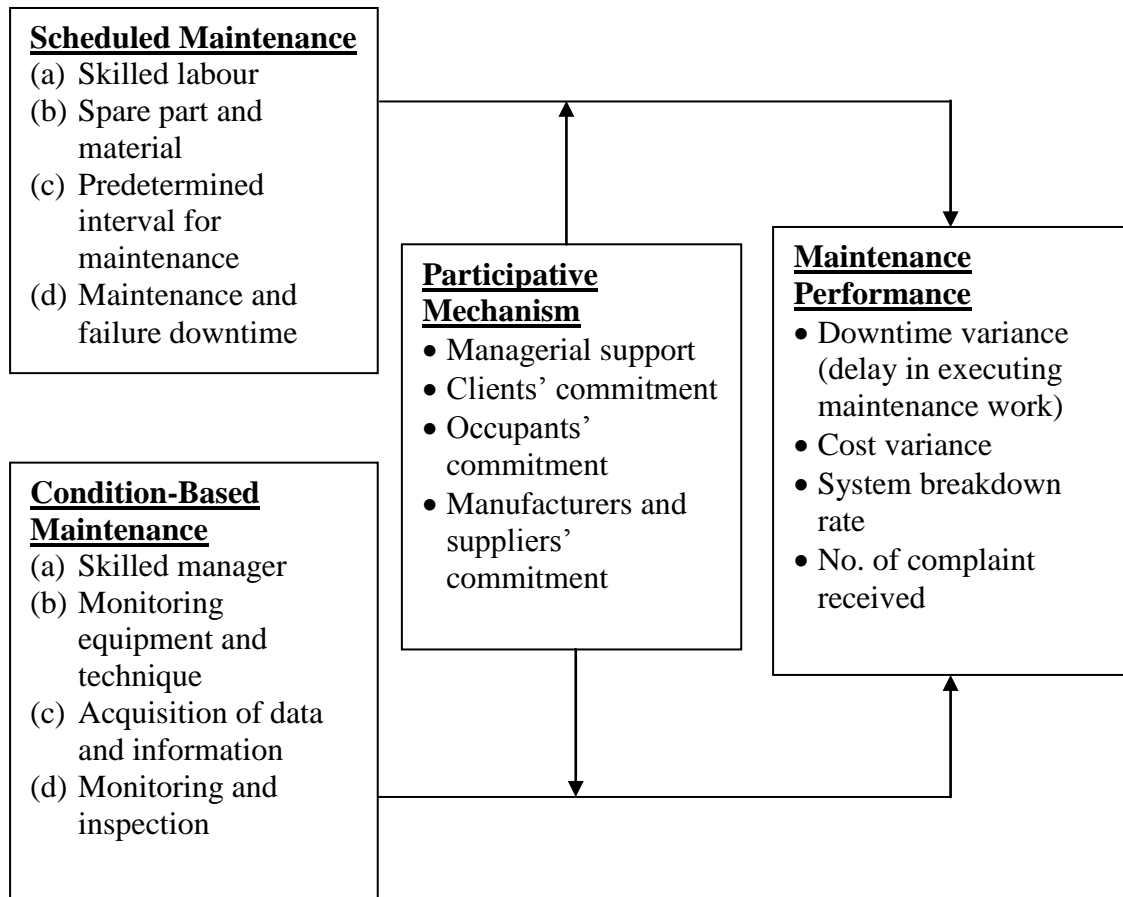 Scheduled Maintenance
(a) Skilled labour
(b) Spare part and
material
(c) Predetermined
interval for
maintenance
(d) Maintenance and
failure downtime
Condition-Based
Maintenance
(a) Skilled manager
(b) Monitoring
equipment and
technique
(c) Acquisition of data
and information
(d) Monitoring and
inspection
Participative
Mechanism
• Managerial support
• Clients’ commitment
• Occupants’
commitment
• Manufacturers and
suppliers’
commitment
Maintenance
Performance
• Downtime variance
(delay in executing
maintenance work)
• Cost variance
• System breakdown
rate
• No. of complaint
received